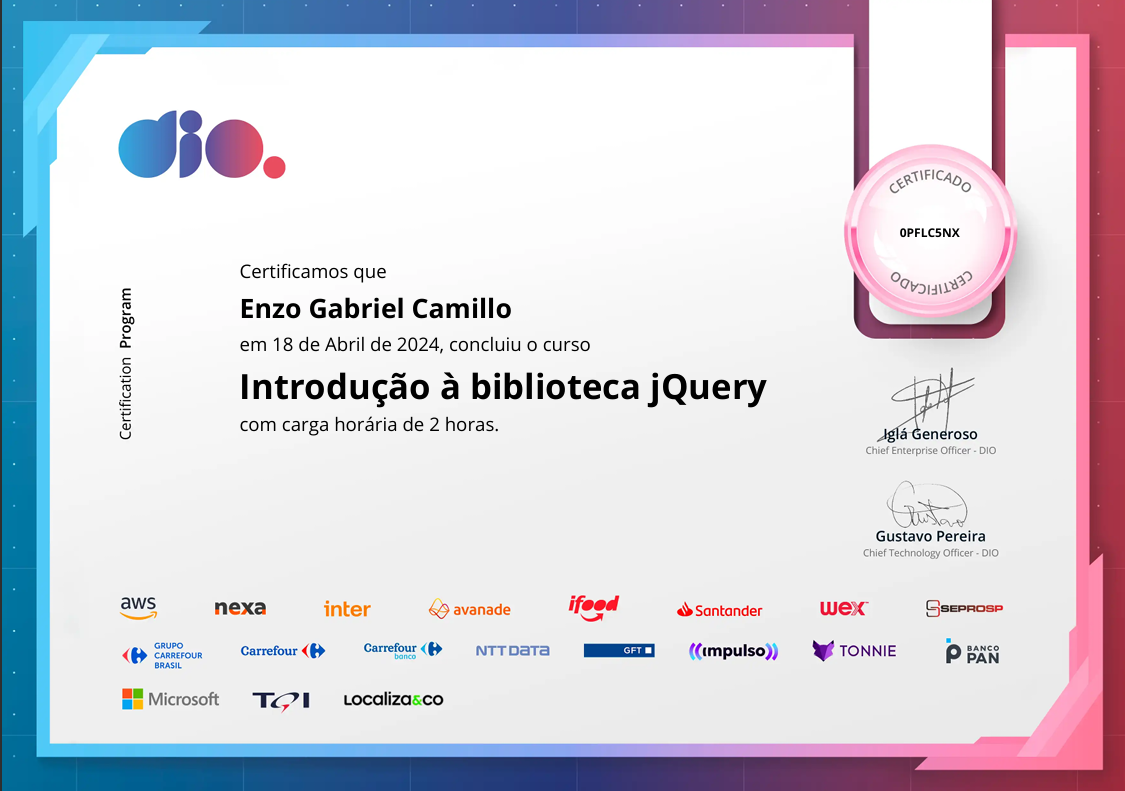 dio.
CERTIFICADO
0PFLC5NX
CERTIFICADO
Certification Program
Certificamos que
Enzo Gabriel Camillo
em 18 de Abril de 2024, concluiu o curso
Introdução à biblioteca jQuery
com carga horária de 2 horas.
Iglá Generoso
Chief Enterprise Officer - DIO
Gustavo Pereira
Chief Technology Officer - DIO
aws nexa inter avanade ifood Santander wex SEPROSP
GRUPO CARREFOUR BRASIL Carrefour Carrefour banco NTT DATA GFT impulso TONNIE BANCO PAN
Microsoft TQI Localiza&co